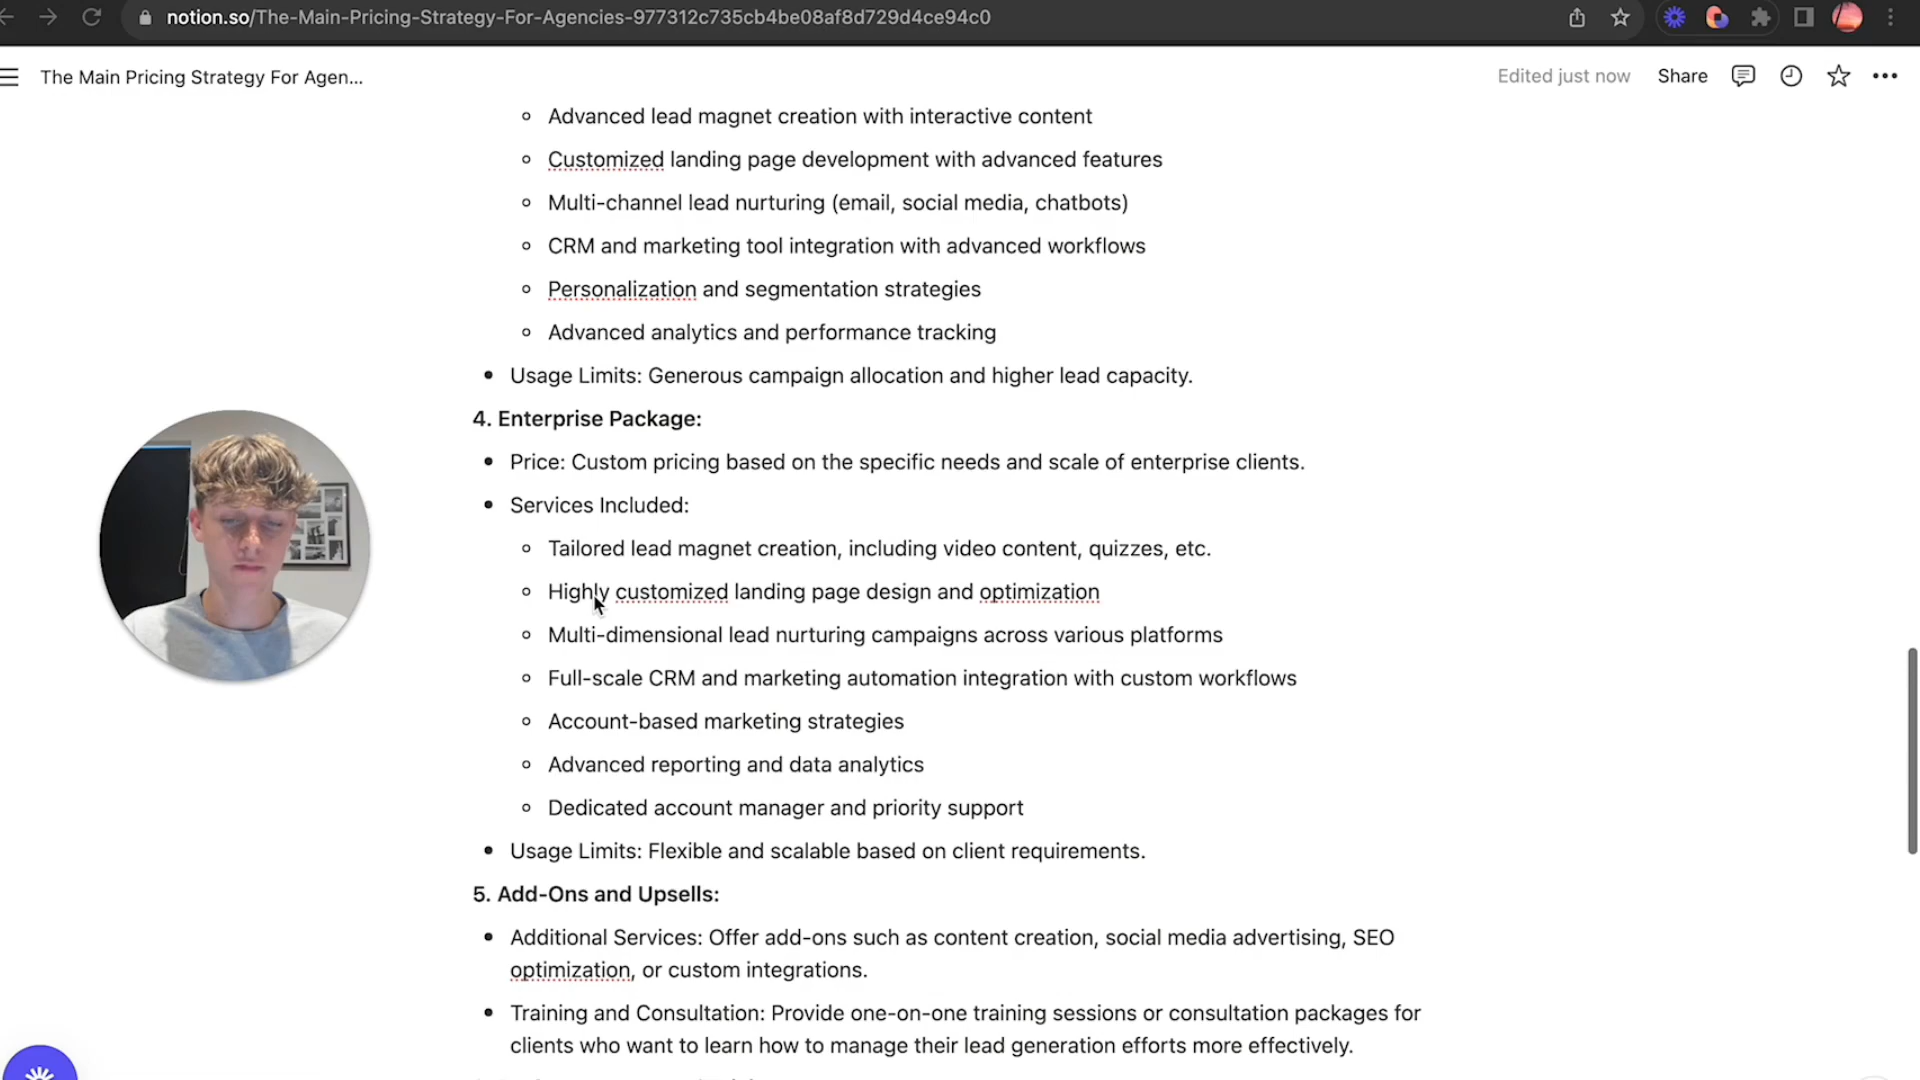 notion.so/The-Main-Pricing-Strategy-For-Agencies-977312c735cb4be08af8d729d4ce94c0
The Main Pricing Strategy For Agen...
Edited just now
Share
Advanced lead magnet creation with interactive content
Customized landing page development with advanced features
Multi-channel lead nurturing (email, social media, chatbots)
CRM and marketing tool integration with advanced workflows
Personalization and segmentation strategies
Advanced analytics and performance tracking
Usage Limits: Generous campaign allocation and higher lead capacity.
4. Enterprise Package:
Price: Custom pricing based on the specific needs and scale of enterprise clients.
Services Included:
Tailored lead magnet creation, including video content, quizzes, etc.
Highly customized landing page design and optimization
Multi-dimensional lead nurturing campaigns across various platforms
Full-scale CRM and marketing automation integration with custom workflows
Account-based marketing strategies
Advanced reporting and data analytics
Dedicated account manager and priority support
Usage Limits: Flexible and scalable based on client requirements.
5. Add-Ons and Upsells:
Additional Services: Offer add-ons such as content creation, social media advertising, SEO
optimization, or custom integrations.
Training and Consultation: Provide one-on-one training sessions or consultation packages for
clients who want to learn how to manage their lead generation efforts more effectively.